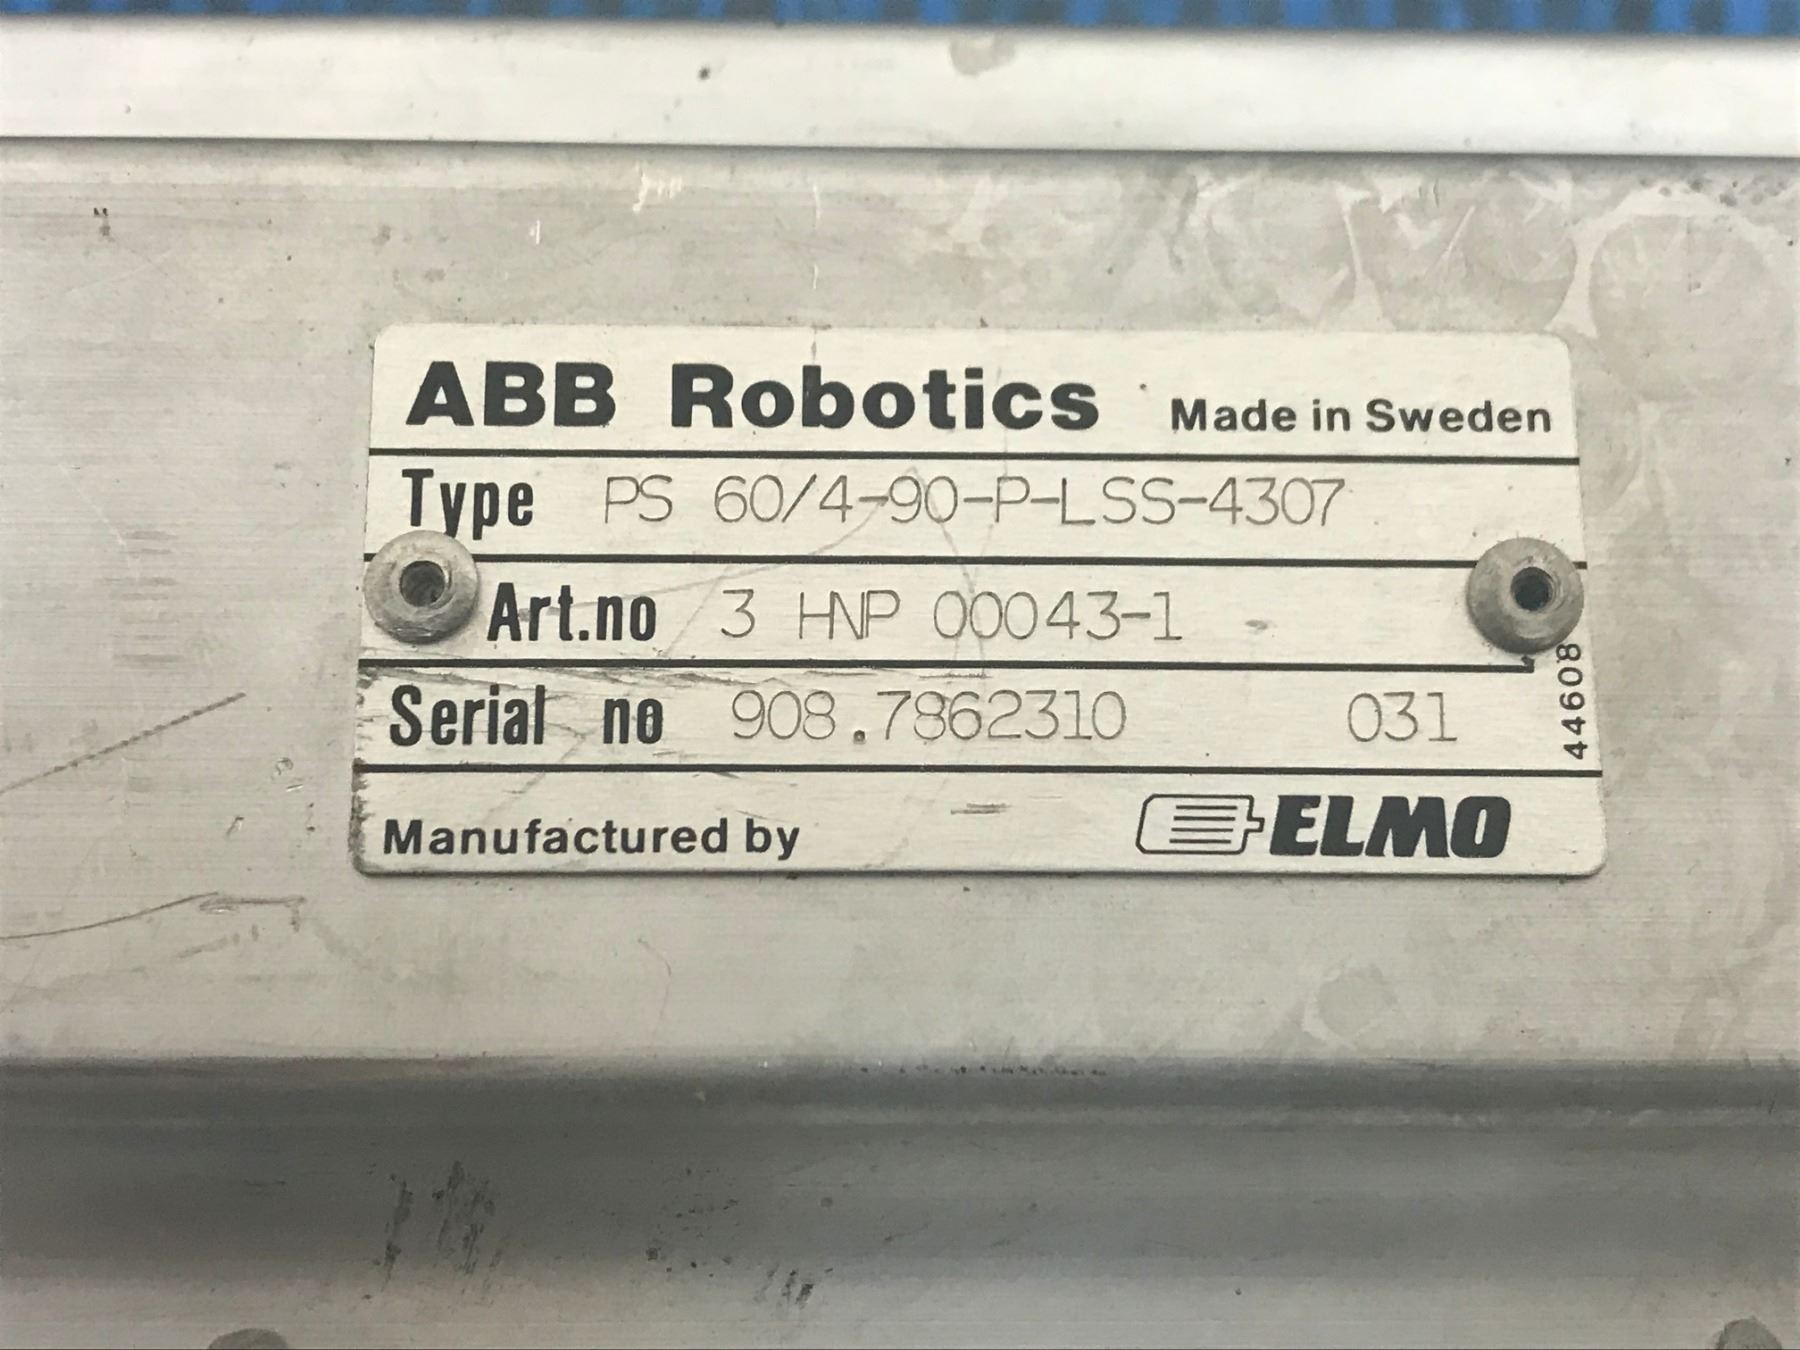 ABB Robotics Made in Sweden
Type PS 60/4-90-P-LSS-4307
Art.no 3 HNP 00043-1
Serial no 908.7862310 031
44608
Manufactured by ELMO